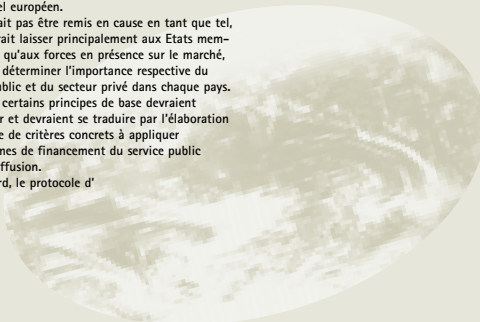 el européen.
ait pas être remis en cause en tant que tel,
rait laisser principalement aux Etats mem-
qu'aux forces en présence sur le marché,
déterminer l'importance respective du
ublic et du secteur privé dans chaque pays.
certains principes de base devraient
r et devraient se traduire par l'élaboration
e de critères concrets à appliquer
mes de financement du service public
ffusion.
rd, le protocole d'